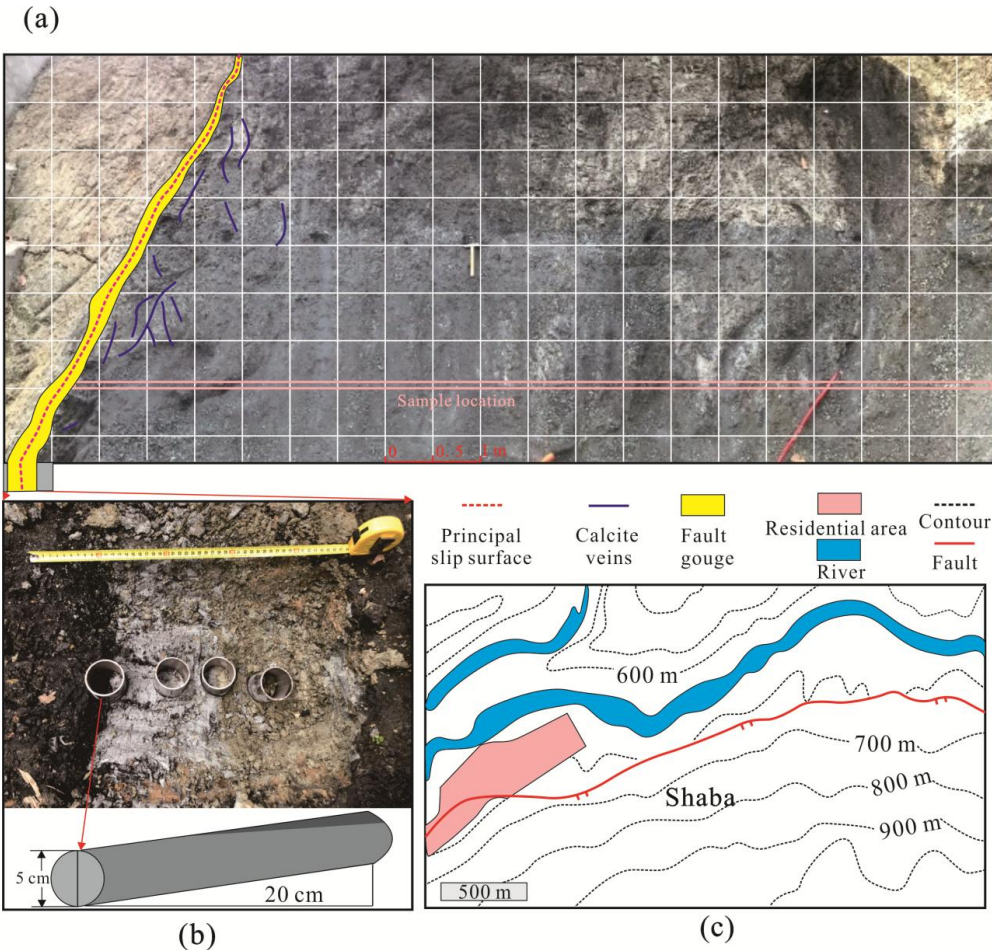 (a)
Sample location
0 0.5 1 m
Principal
slip surface
Calcite
veins
Fault
gouge
Residential area
River
Contour
Fault
600 m
700 m
Shaba
800 m
900 m
500 m
5 cm
20 cm
(b)
(c)